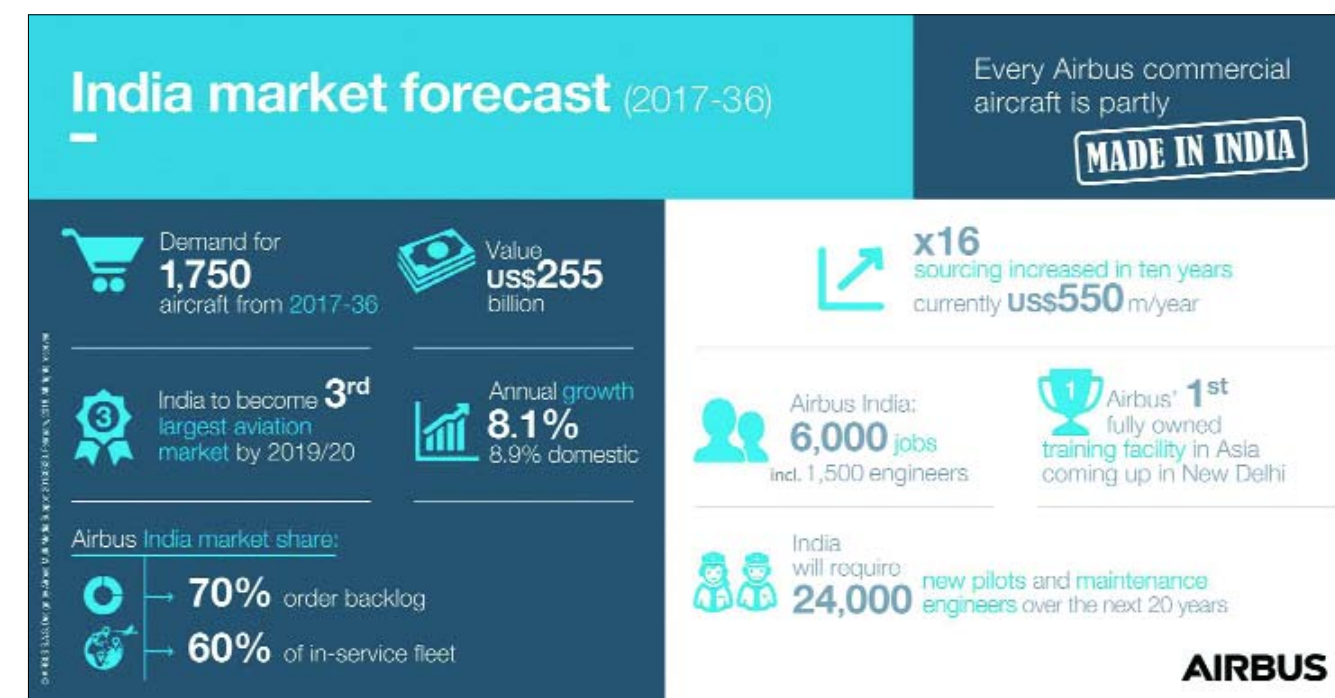 India market forecast (2017-36)
Every Airbus commercial
aircraft is partly
MADE IN INDIA
Demand for
1,750
aircraft from 2017-36
Value
US$255
billion
3
India to become 3rd
largest aviation
market by 2019/20
Annual growth
8.1%
8.9% domestic
Airbus India market share:
70% order backlog
60% of in-service fleet
x16
sourcing increased in ten years
currently US$550 m/year
Airbus India:
6,000 jobs
incl. 1,500 engineers
1
Airbus' 1st
fully owned
training facility in Asia
coming up in New Delhi
India
will require
24,000 new pilots and maintenance
engineers over the next 20 years
AIRBUS